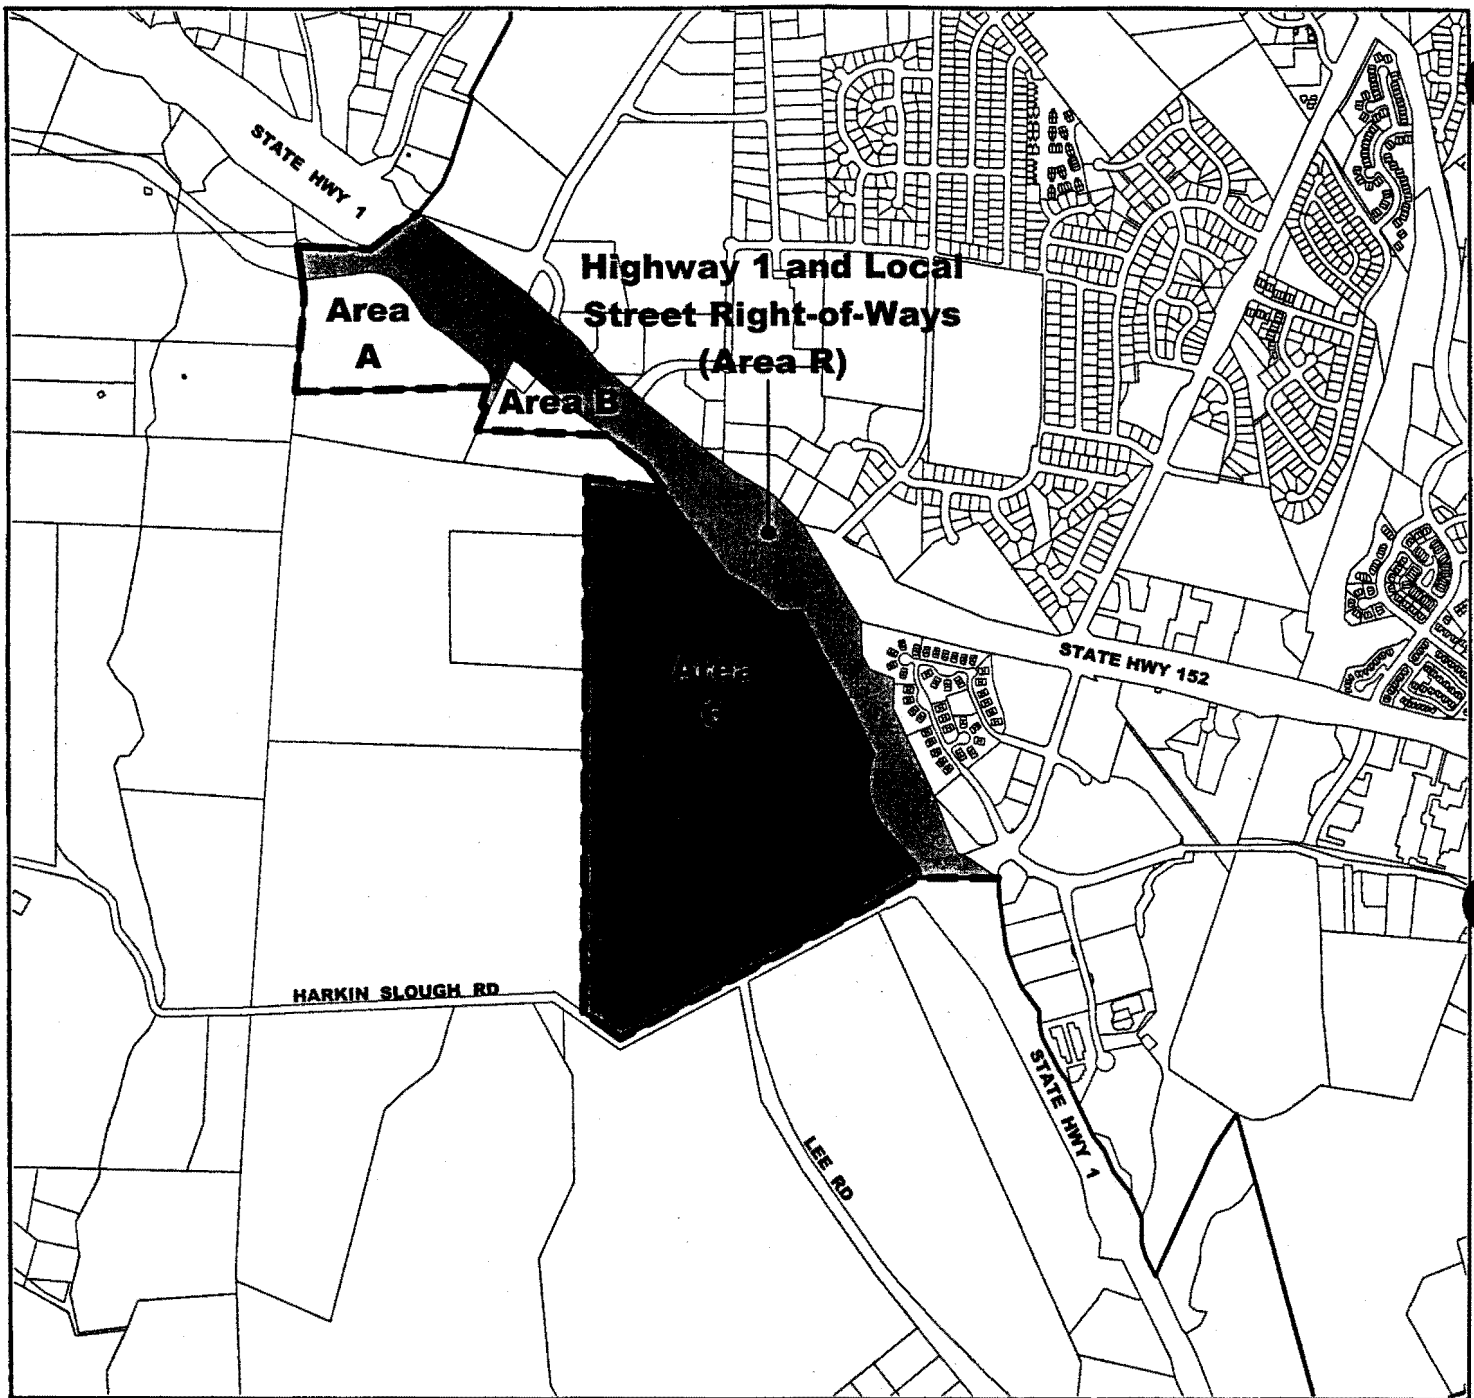 STATE HWY 1
Highway 1 and Local
Street Right-of-Ways
(Area R)
Area
A
Area B
Area
C
STATE HWY 152
HARKIN SLOUGH RD
STATE HWY 1
LEE RD